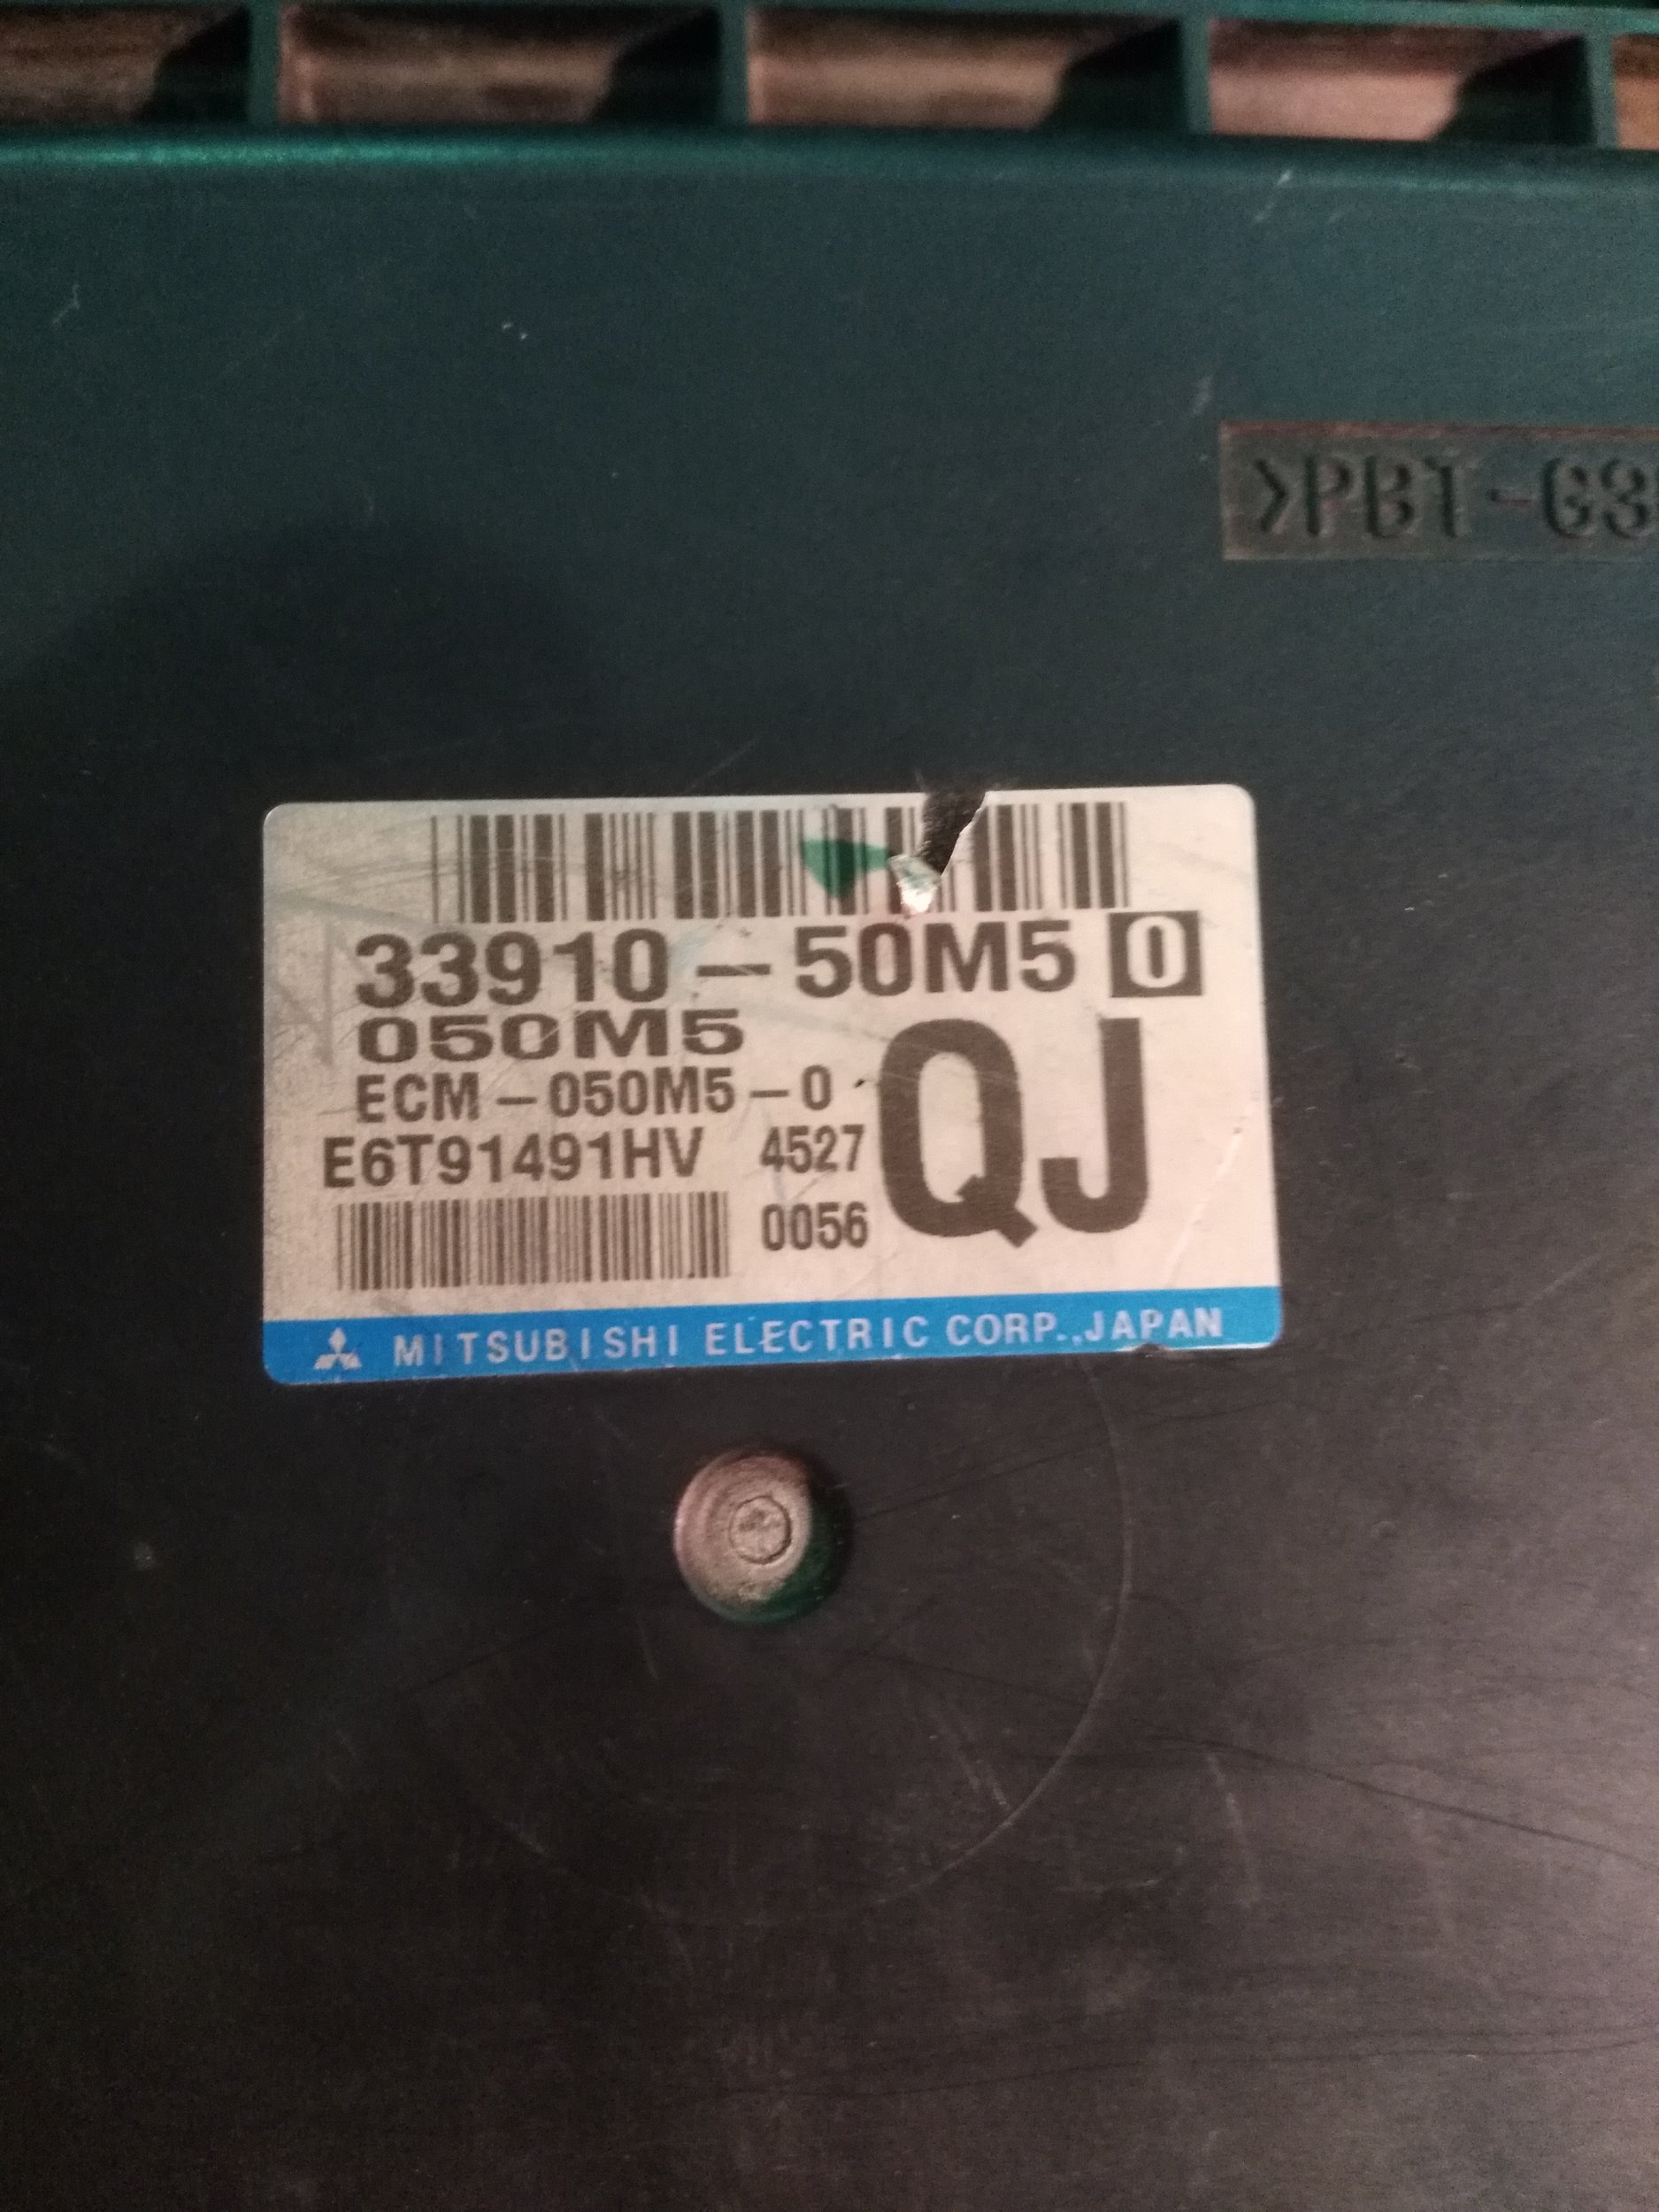 >PBT-G3
33910-50M5 0
050M5
ECM-050M5-0
QJ
E6T91491HV 4527
0056
MITSUBISHI ELECTRIC CORP.,JAPAN